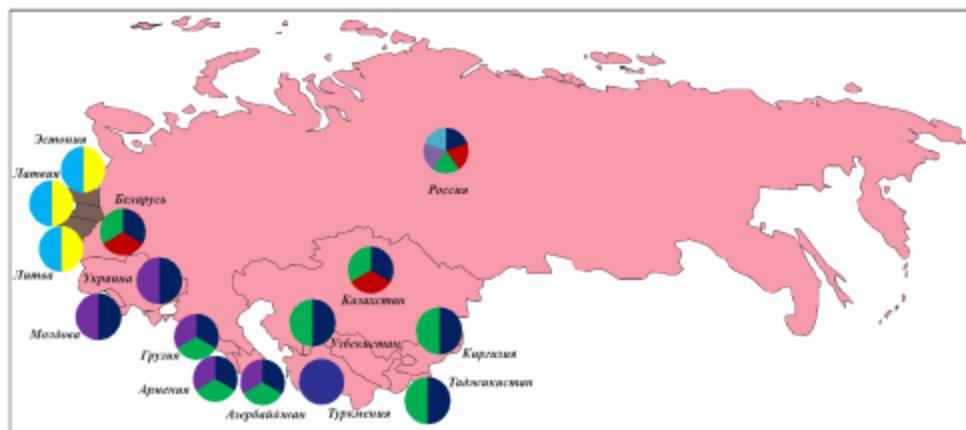 Эстония
Латвия
Беларусь
Россия
Литва
Украина
Казахстан
Молдова
Узбекистан
Грузия
Киргизия
Армения
Таджикистан
Азербайджан
Туркмения